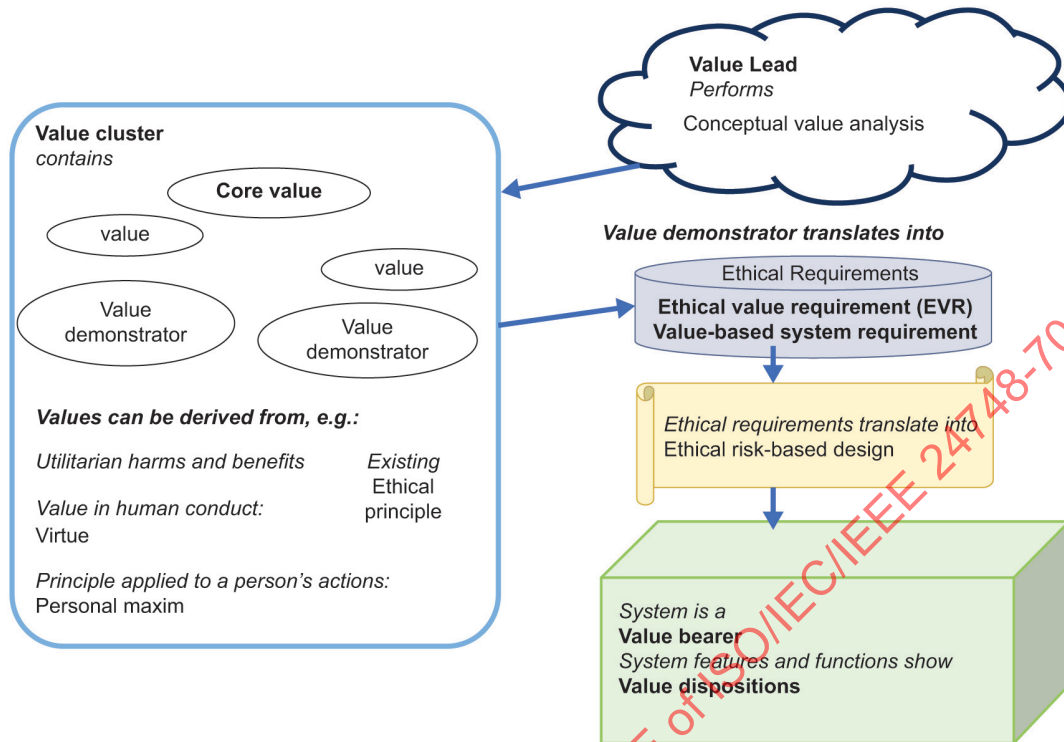 Value Lead
Performs
Conceptual value analysis
Value cluster
contains
Core value
value
value
Value
demonstrator
Value
demonstrator
Values can be derived from, e.g.:
Utilitarian harms and benefits
Existing
Ethical
principle
Value in human conduct:
Virtue
Principle applied to a person’s actions:
Personal maxim
Value demonstrator translates into
Ethical Requirements
Ethical value requirement (EVR)
Value-based system requirement
Ethical requirements translate into
Ethical risk-based design
System is a
Value bearer
System features and functions show
Value dispositions
of ISO/IEC/IEEE 24748-70